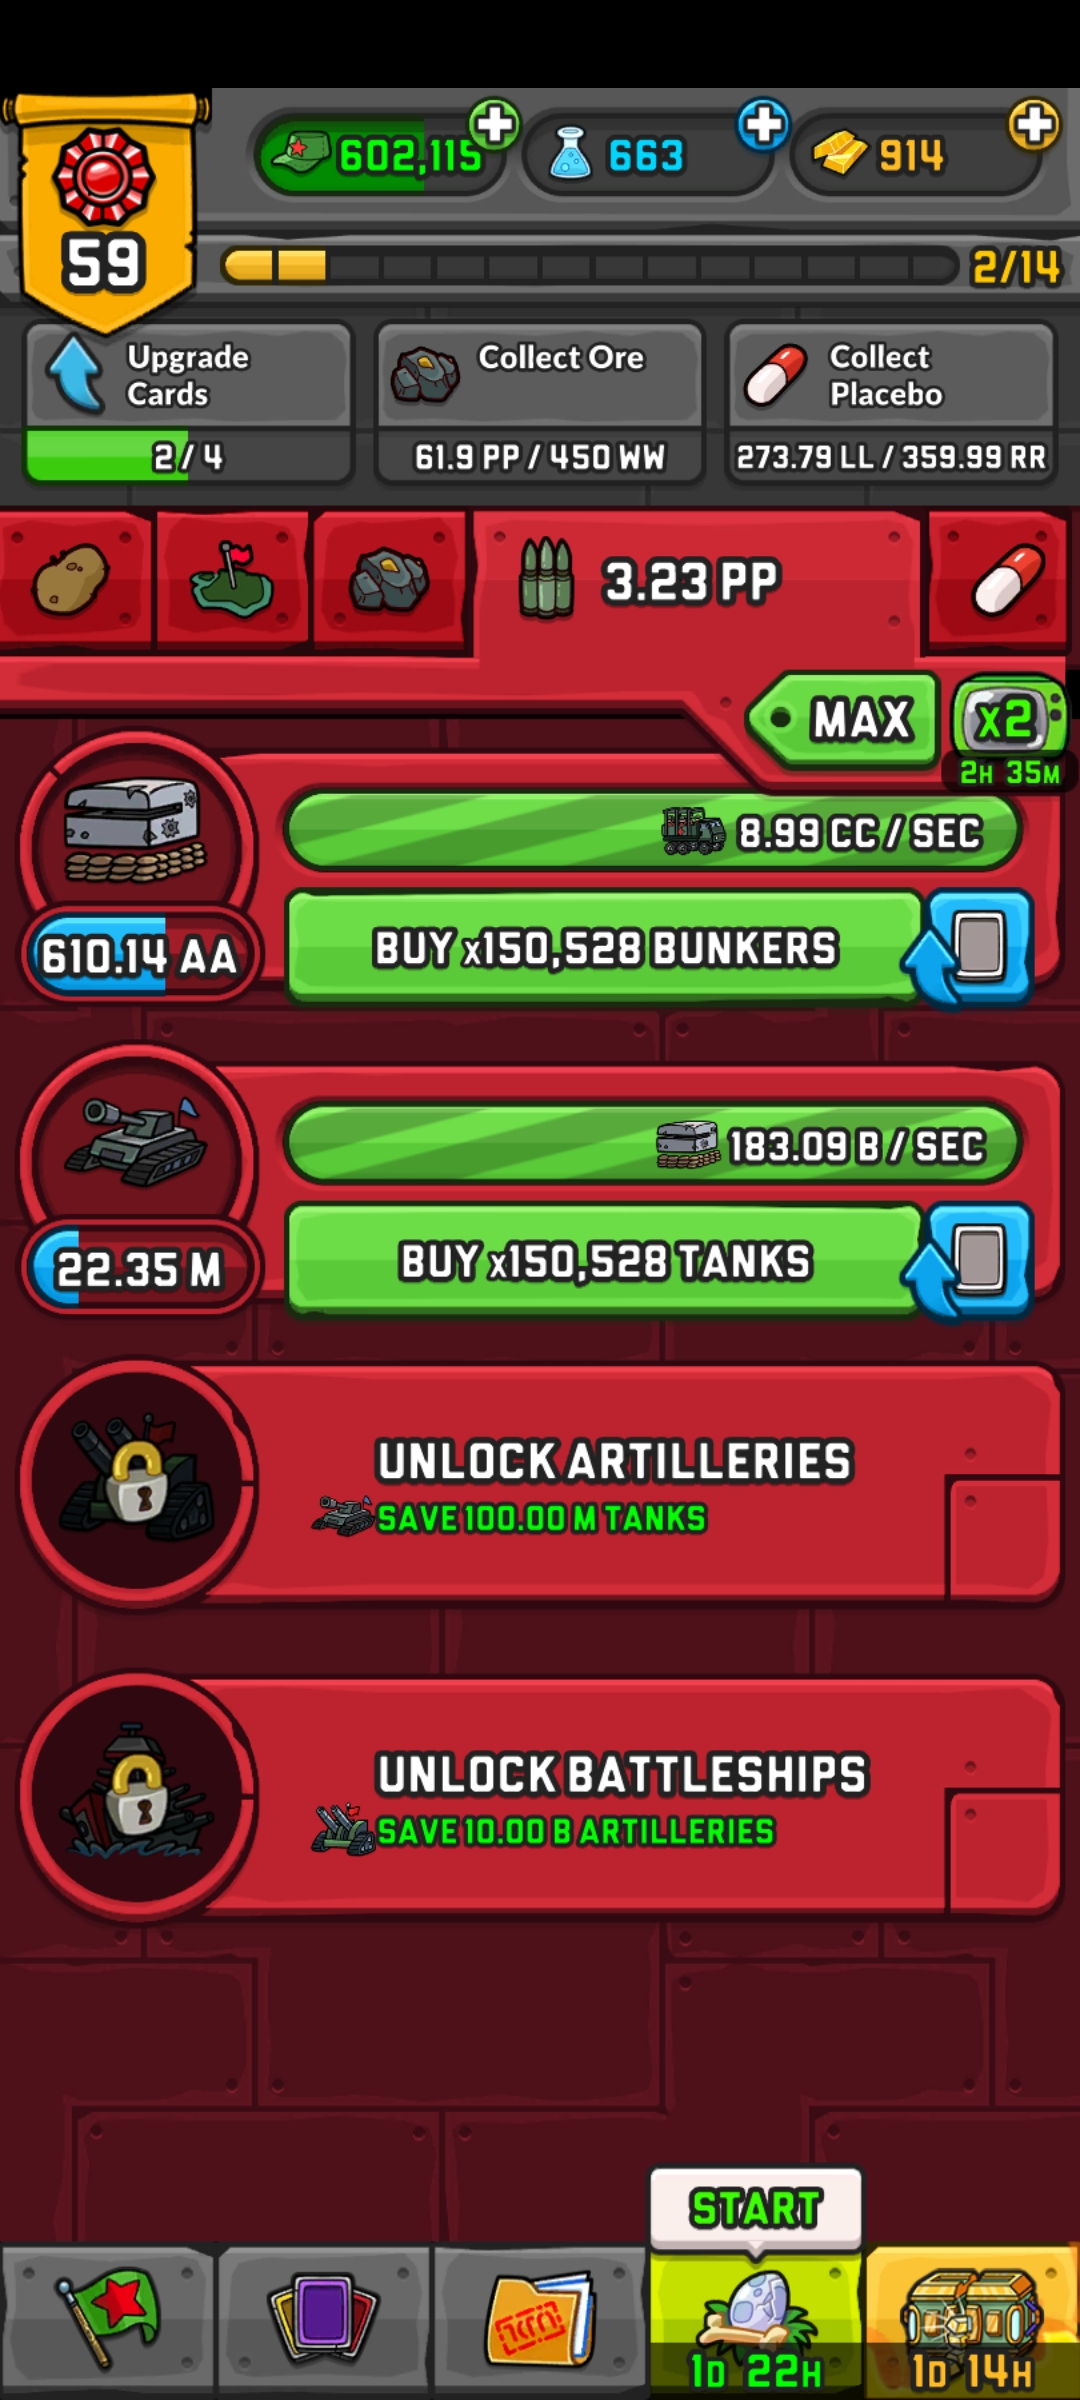 602,115
663
914
59
2/14
Upgrade
Cards
2/4
Collect Ore
61.9 PP / 450 WW
Collect
Placebo
273.79 LL / 359.99 RR
3.23 PP
MAX
x2
2H 35M
8.99 CC / SEC
610.14 AA
BUY x150,528 BUNKERS
183.09 B / SEC
22.35 M
BUY x150,528 TANKS
UNLOCK ARTILLERIES
SAVE 100.00 M TANKS
UNLOCK BATTLESHIPS
SAVE 10.00 B ARTILLERIES
START
1D 22H
1D 14H